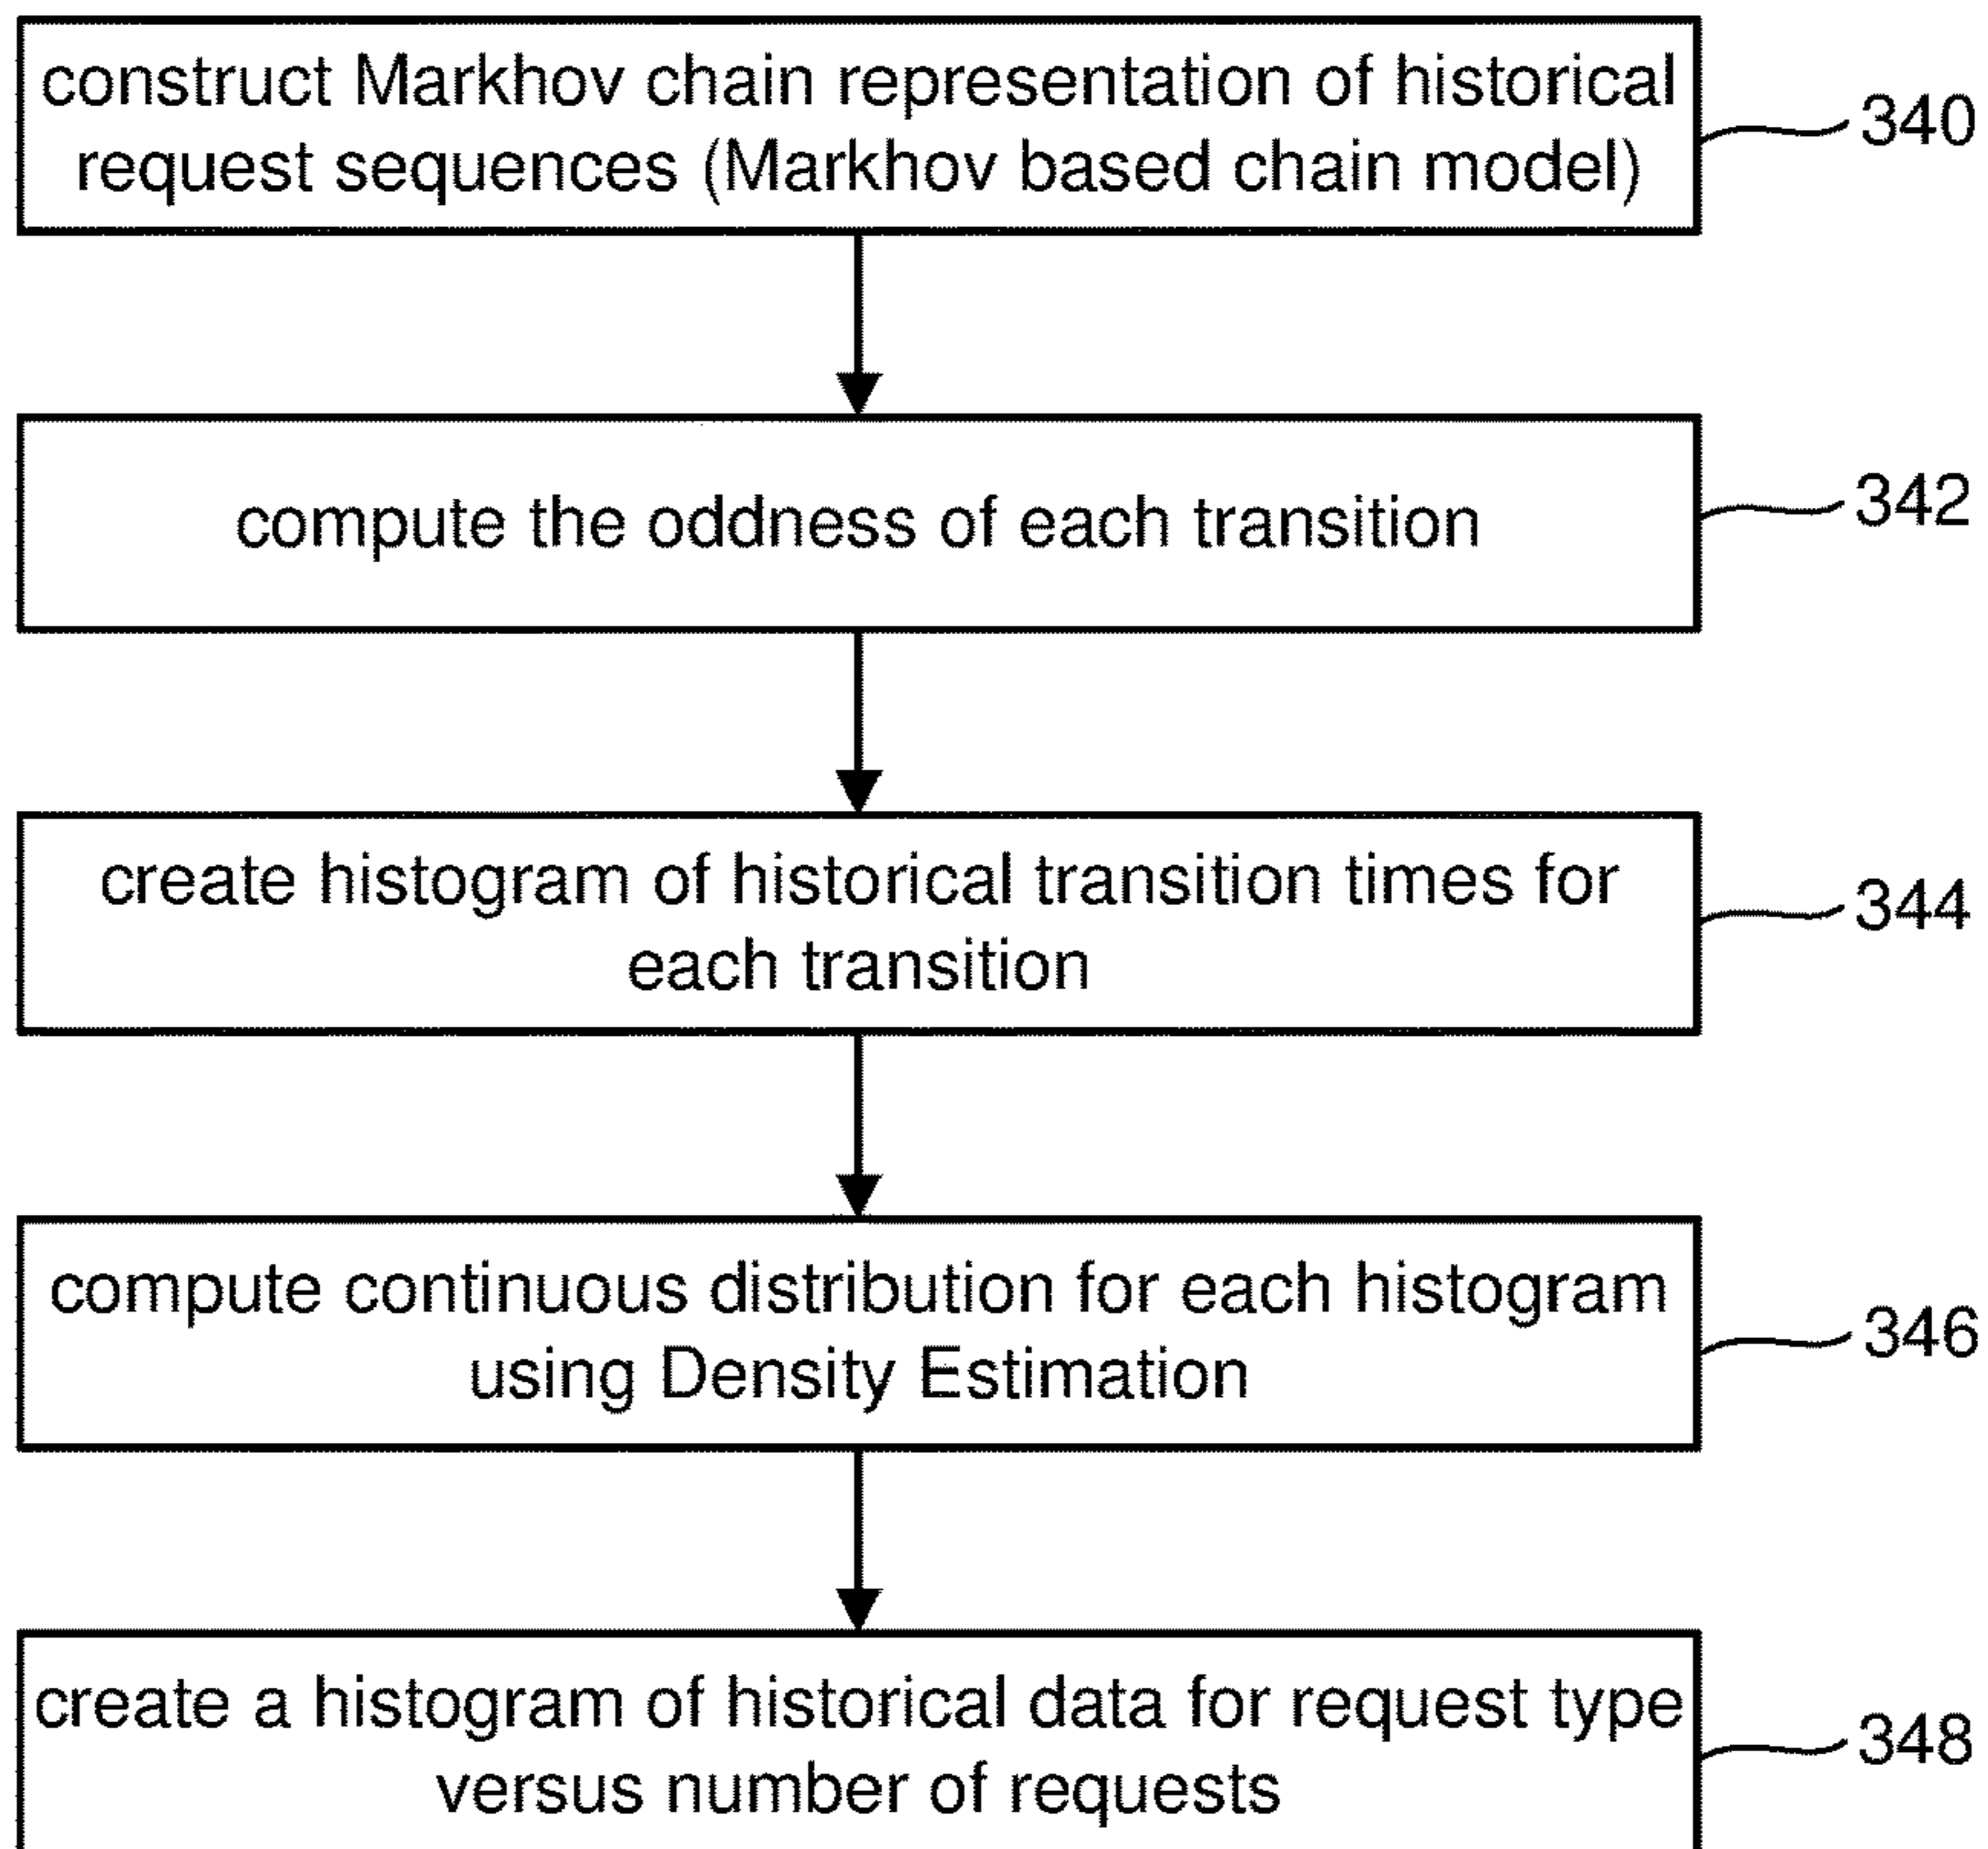 construct Markhov chain representation of historical
request sequences (Markhov based chain model)
340
compute the oddness of each transition
342
create histogram of historical transition times for
each transition
344
compute continuous distribution for each histogram
using Density Estimation
346
create a histogram of historical data for request type
versus number of requests
348